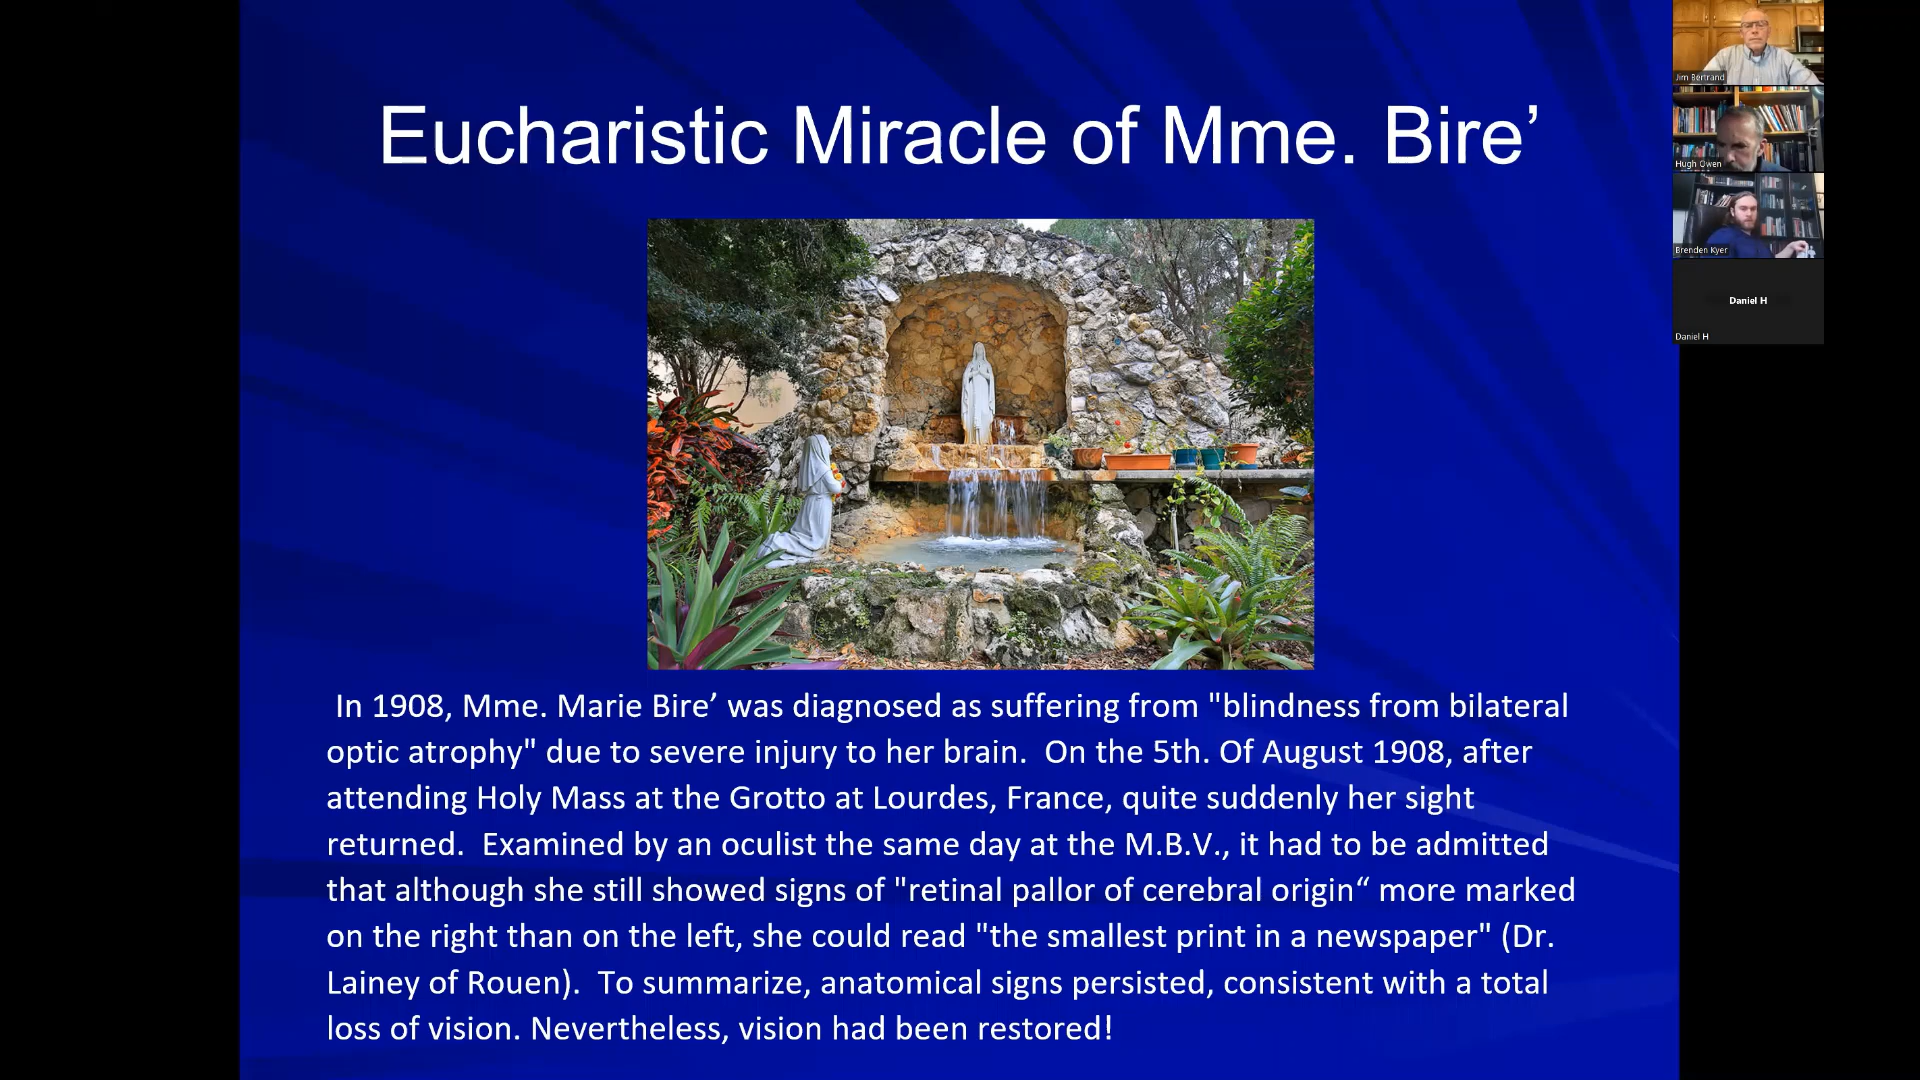 Eucharistic Miracle of Mme. Bire’
In 1908, Mme. Marie Bire’ was diagnosed as suffering from "blindness from bilateral
optic atrophy" due to severe injury to her brain.  On the 5th. Of August 1908, after
attending Holy Mass at the Grotto at Lourdes, France, quite suddenly her sight
returned.  Examined by an oculist the same day at the M.B.V., it had to be admitted
that although she still showed signs of "retinal pallor of cerebral origin“ more marked
on the right than on the left, she could read "the smallest print in a newspaper" (Dr.
Lainey of Rouen).  To summarize, anatomical signs persisted, consistent with a total
loss of vision. Nevertheless, vision had been restored!
Jim Bertrand
Hugh Owen
Brenden Kyer
Daniel H
Daniel H